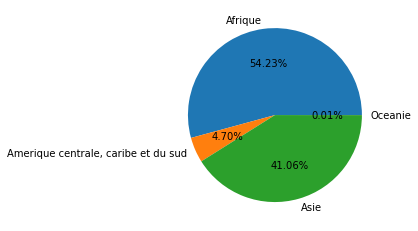 Afrique
54.23%
0.01%
Oceanie
4.70%
Amerique centrale, caribe et du sud
41.06%
Asie